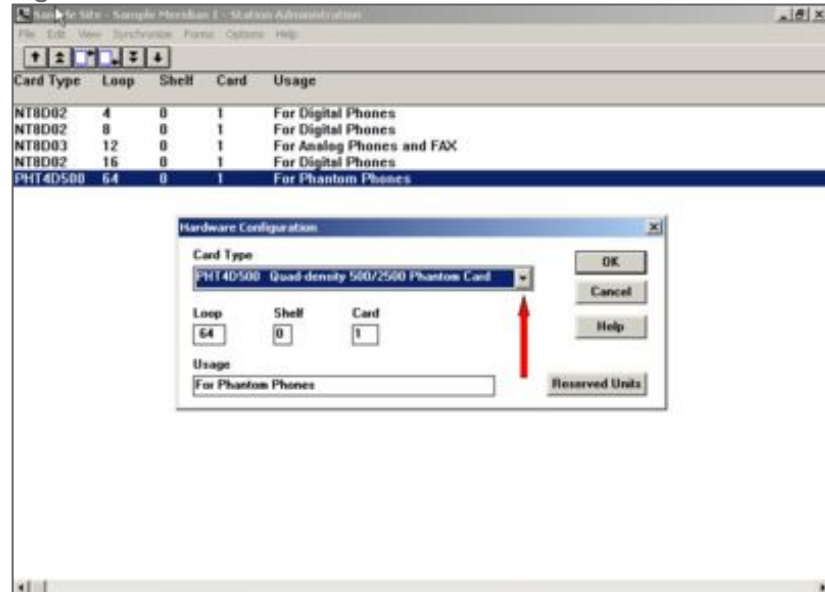 Sample Site - Sample Meridian 1 - Station Administration
File Edit View Synchronize Forms Options Help
Card Type Loop Shelf Card Usage
NT8D02 4 0 1 For Digital Phones
NT8D02 8 0 1 For Digital Phones
NT8D03 12 0 1 For Analog Phones and FAX
NT8D02 16 0 1 For Digital Phones
PHT4D500 64 0 1 For Phantom Phones
Hardware Configuration
Card Type
PHT4D500 Quad-density 500/2500 Phantom Card
OK
Cancel
Loop Shelf Card
64 0 1
Help
Usage
For Phantom Phones
Reserved Units